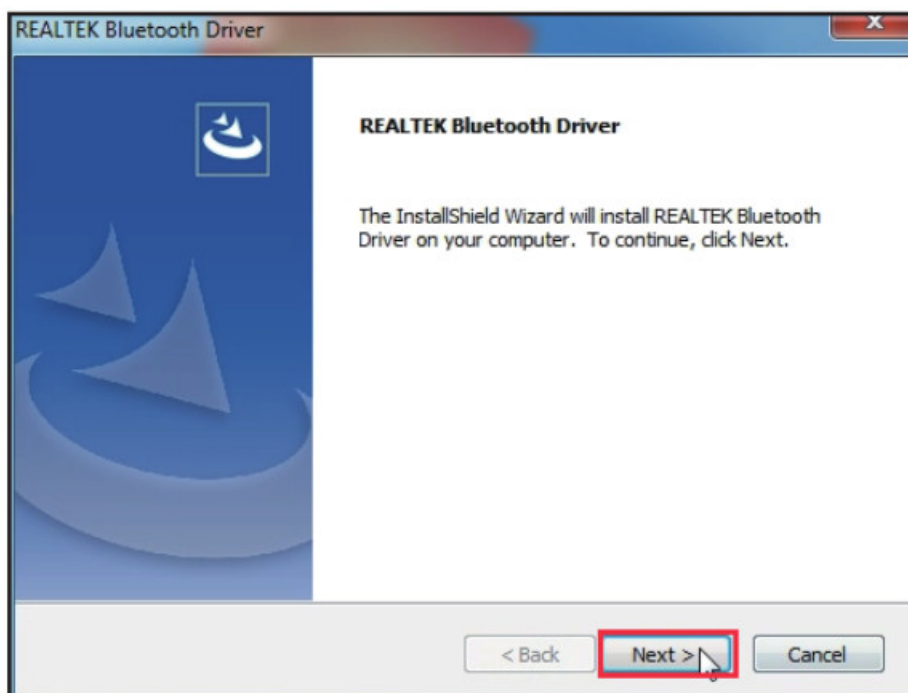 REALTEK Bluetooth Driver
REALTEK Bluetooth Driver
The InstallShield Wizard will install REALTEK Bluetooth
Driver on your computer.  To continue, click Next.
< Back
Next >
Cancel